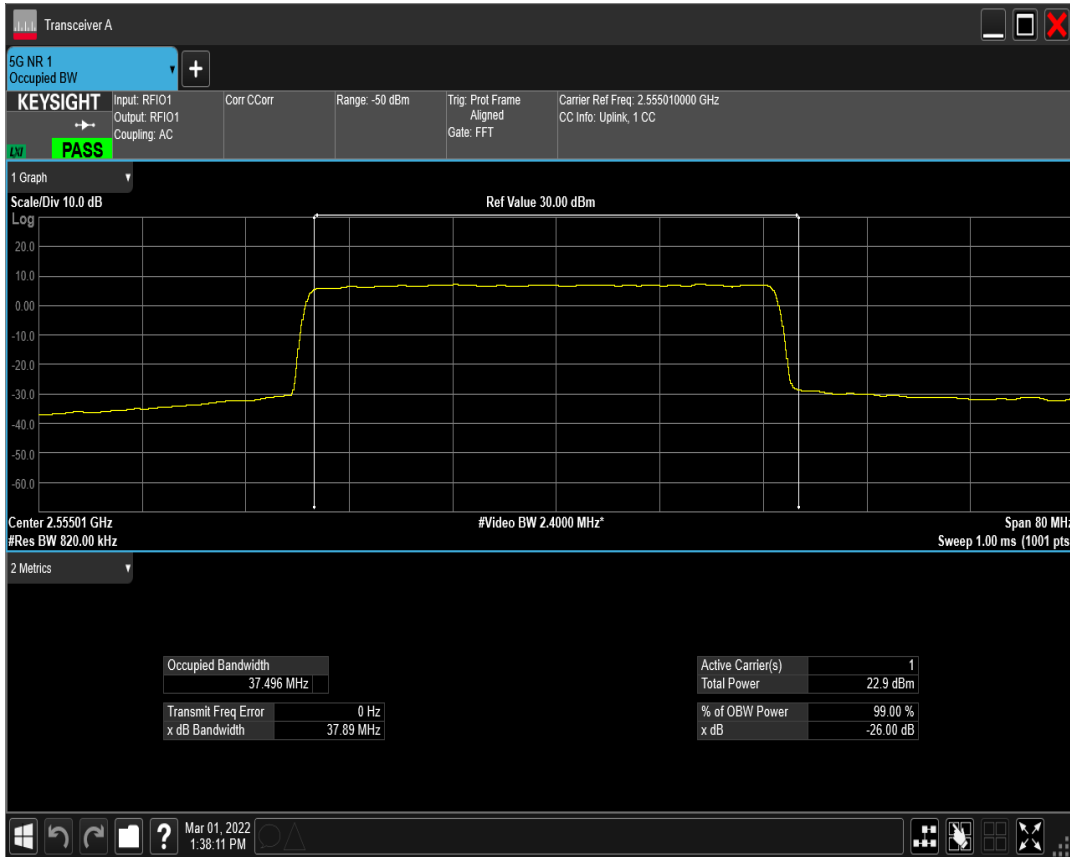 Transceiver A
5G NR 1
Occupied BW
+
KEYSIGHT
LXI
PASS
Input: RFIO1
Output: RFIO1
Coupling: AC
Corr CCorr
Range: -50 dBm
Trig: Prot Frame
Aligned
Gate: FFT
Carrier Ref Freq: 2.555010000 GHz
CC Info: Uplink, 1 CC
1 Graph
Scale/Div 10.0 dB
Ref Value 30.00 dBm
Log
20.0
10.0
0.00
-10.0
-20.0
-30.0
-40.0
-50.0
-60.0
Center 2.55501 GHz
#Video BW 2.4000 MHz*
Span 80 MHz
#Res BW 820.00 kHz
Sweep 1.00 ms (1001 pts
2 Metrics
Occupied Bandwidth
37.496 MHz
Transmit Freq Error 0 Hz
x dB Bandwidth 37.89 MHz
Active Carrier(s) 1
Total Power 22.9 dBm
% of OBW Power 99.00 %
x dB -26.00 dB
?
Mar 01, 2022
1:38:11 PM